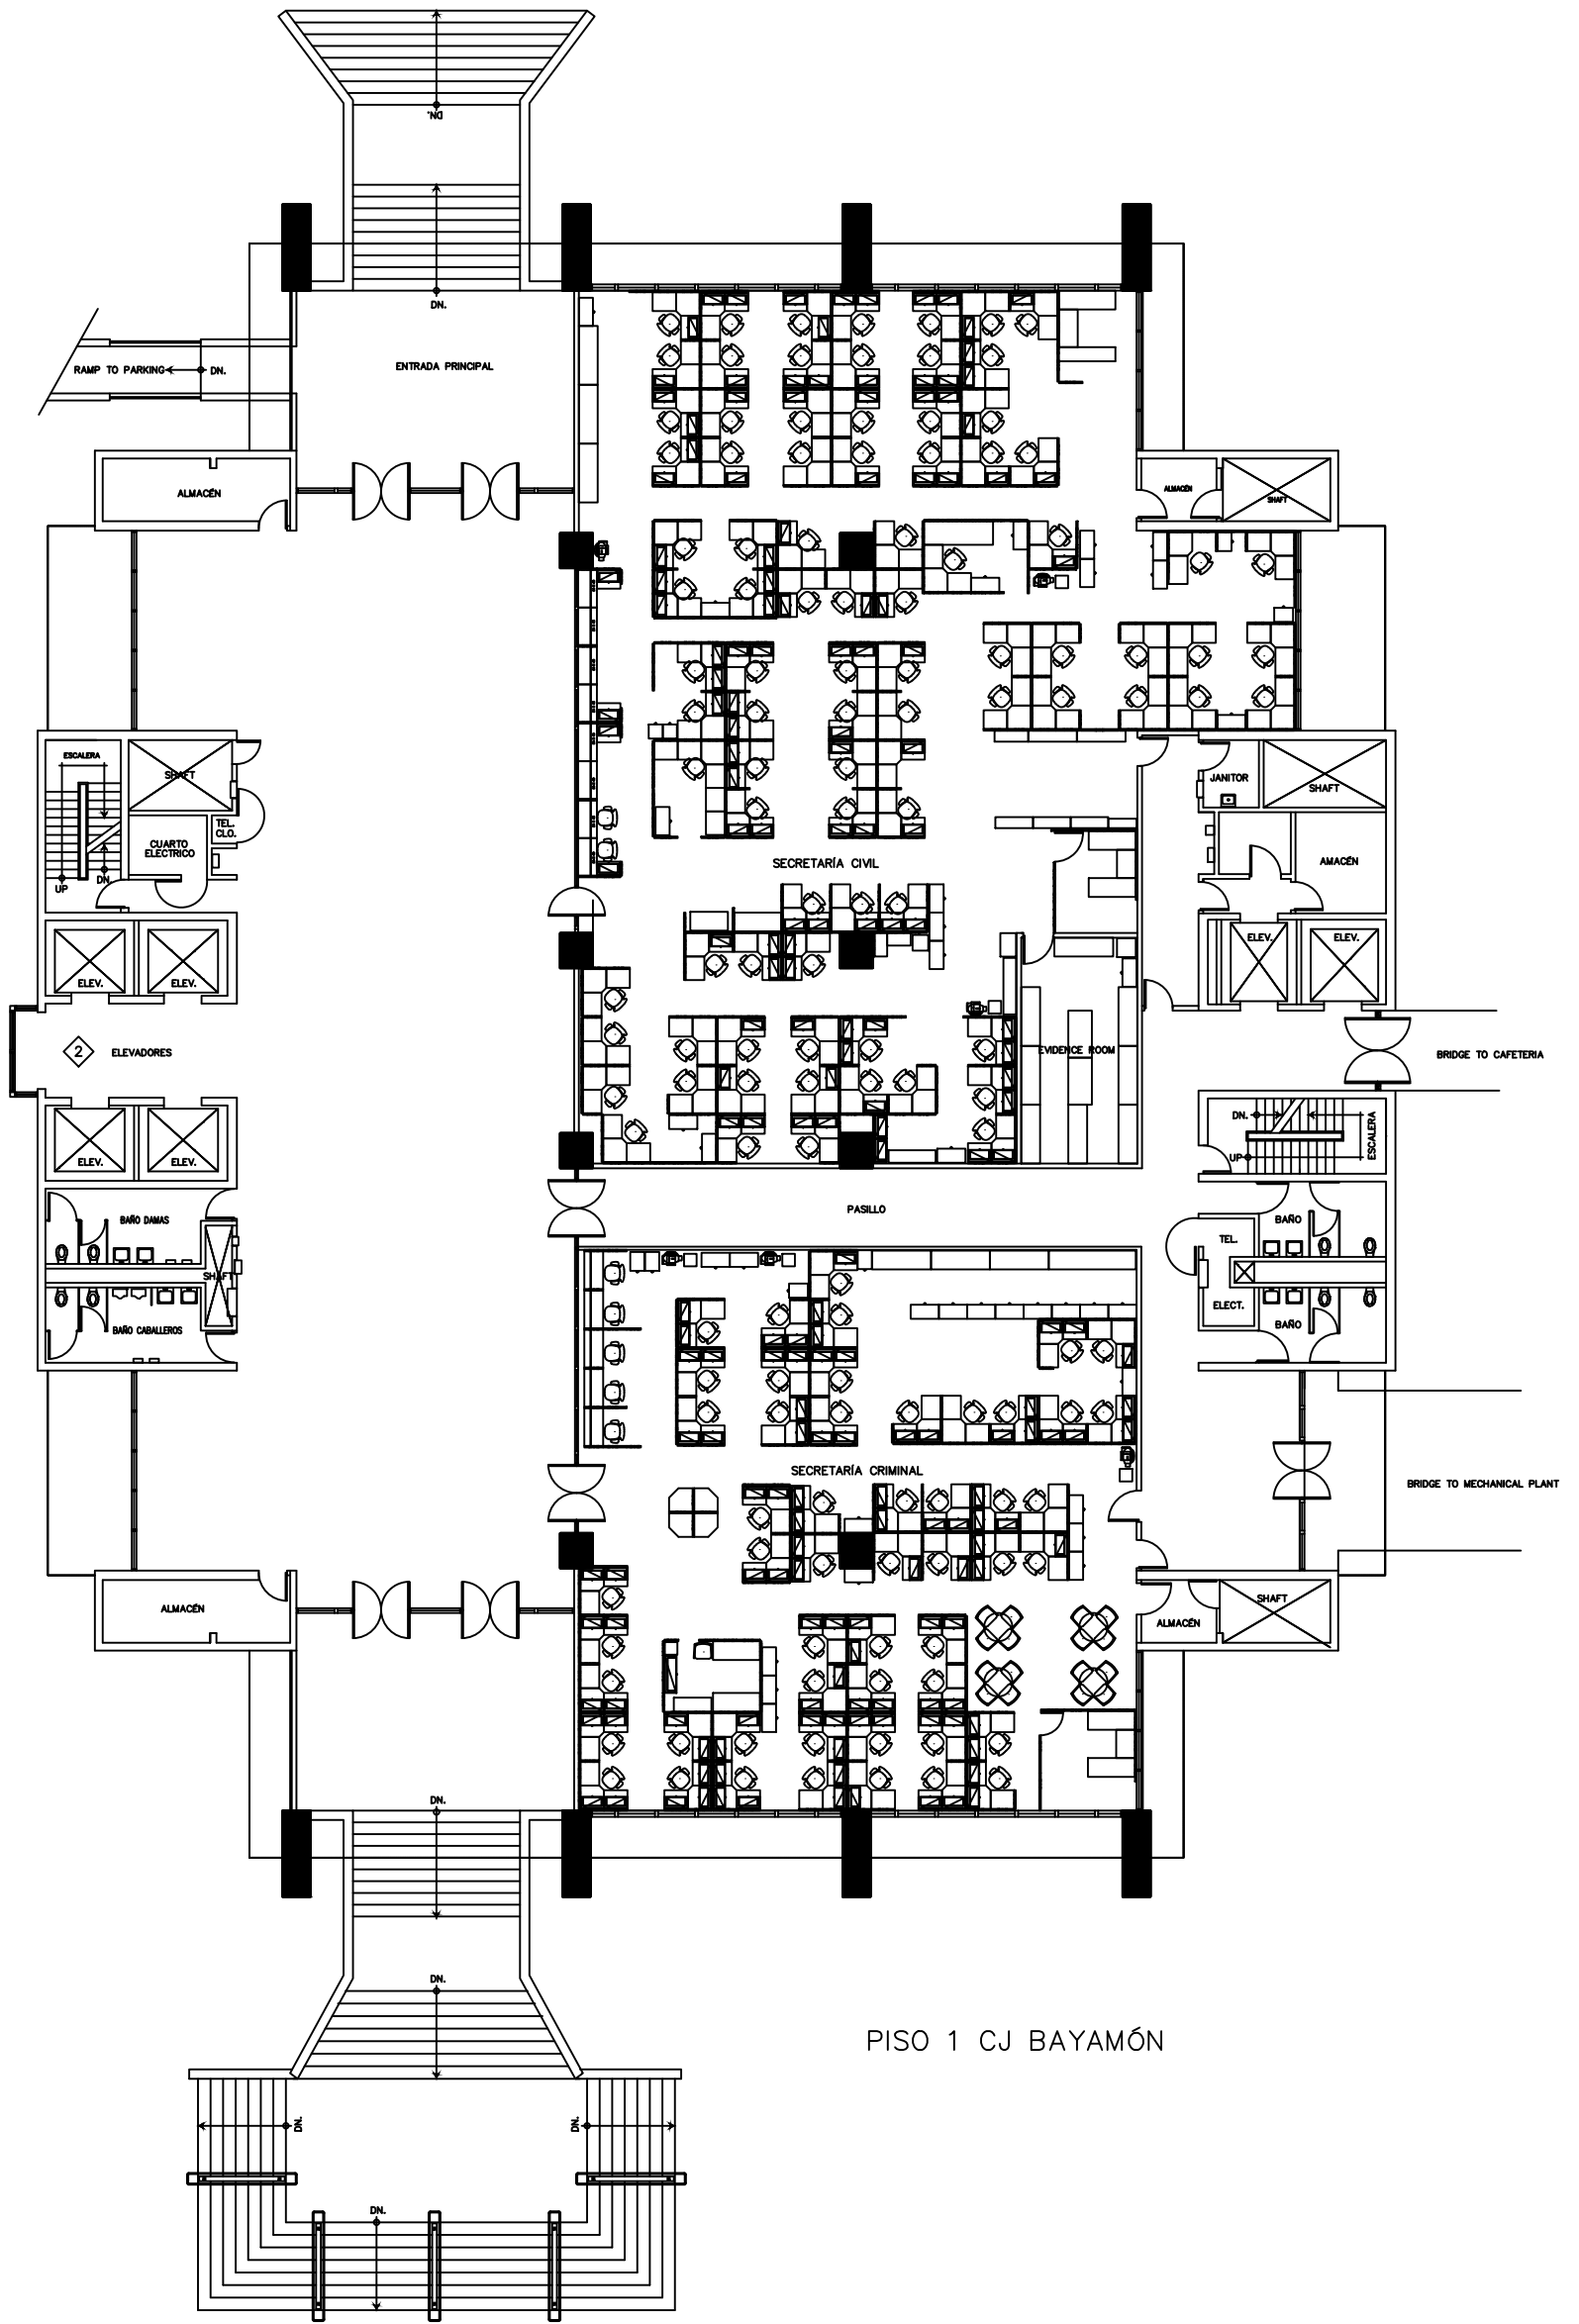 DN.
DN.
ENTRADA PRINCIPAL
RAMP TO PARKING
DN.
ALMACÉN
ALMACÉN
SHAFT
ESCALERA
SHAFT
TEL.
CLO.
CUARTO
ELECTRICO
UP
DN.
JANITOR
SHAFT
AMACÉN
SECRETARÍA CIVIL
ELEV.
ELEV.
ELEV.
ELEV.
2
ELEVADORES
EVIDENCE ROOM
BRIDGE TO CAFETERIA
ELEV.
ELEV.
DN.
UP
ESCALERA
BAÑO DAMAS
SHAFT
BAÑO CABALLEROS
PASILLO
BAÑO
TEL.
ELECT.
BAÑO
SECRETARÍA CRIMINAL
BRIDGE TO MECHANICAL PLANT
ALMACÉN
SHAFT
ALMACÉN
DN.
DN.
PISO 1 CJ BAYAMÓN
DN.
DN.
DN.